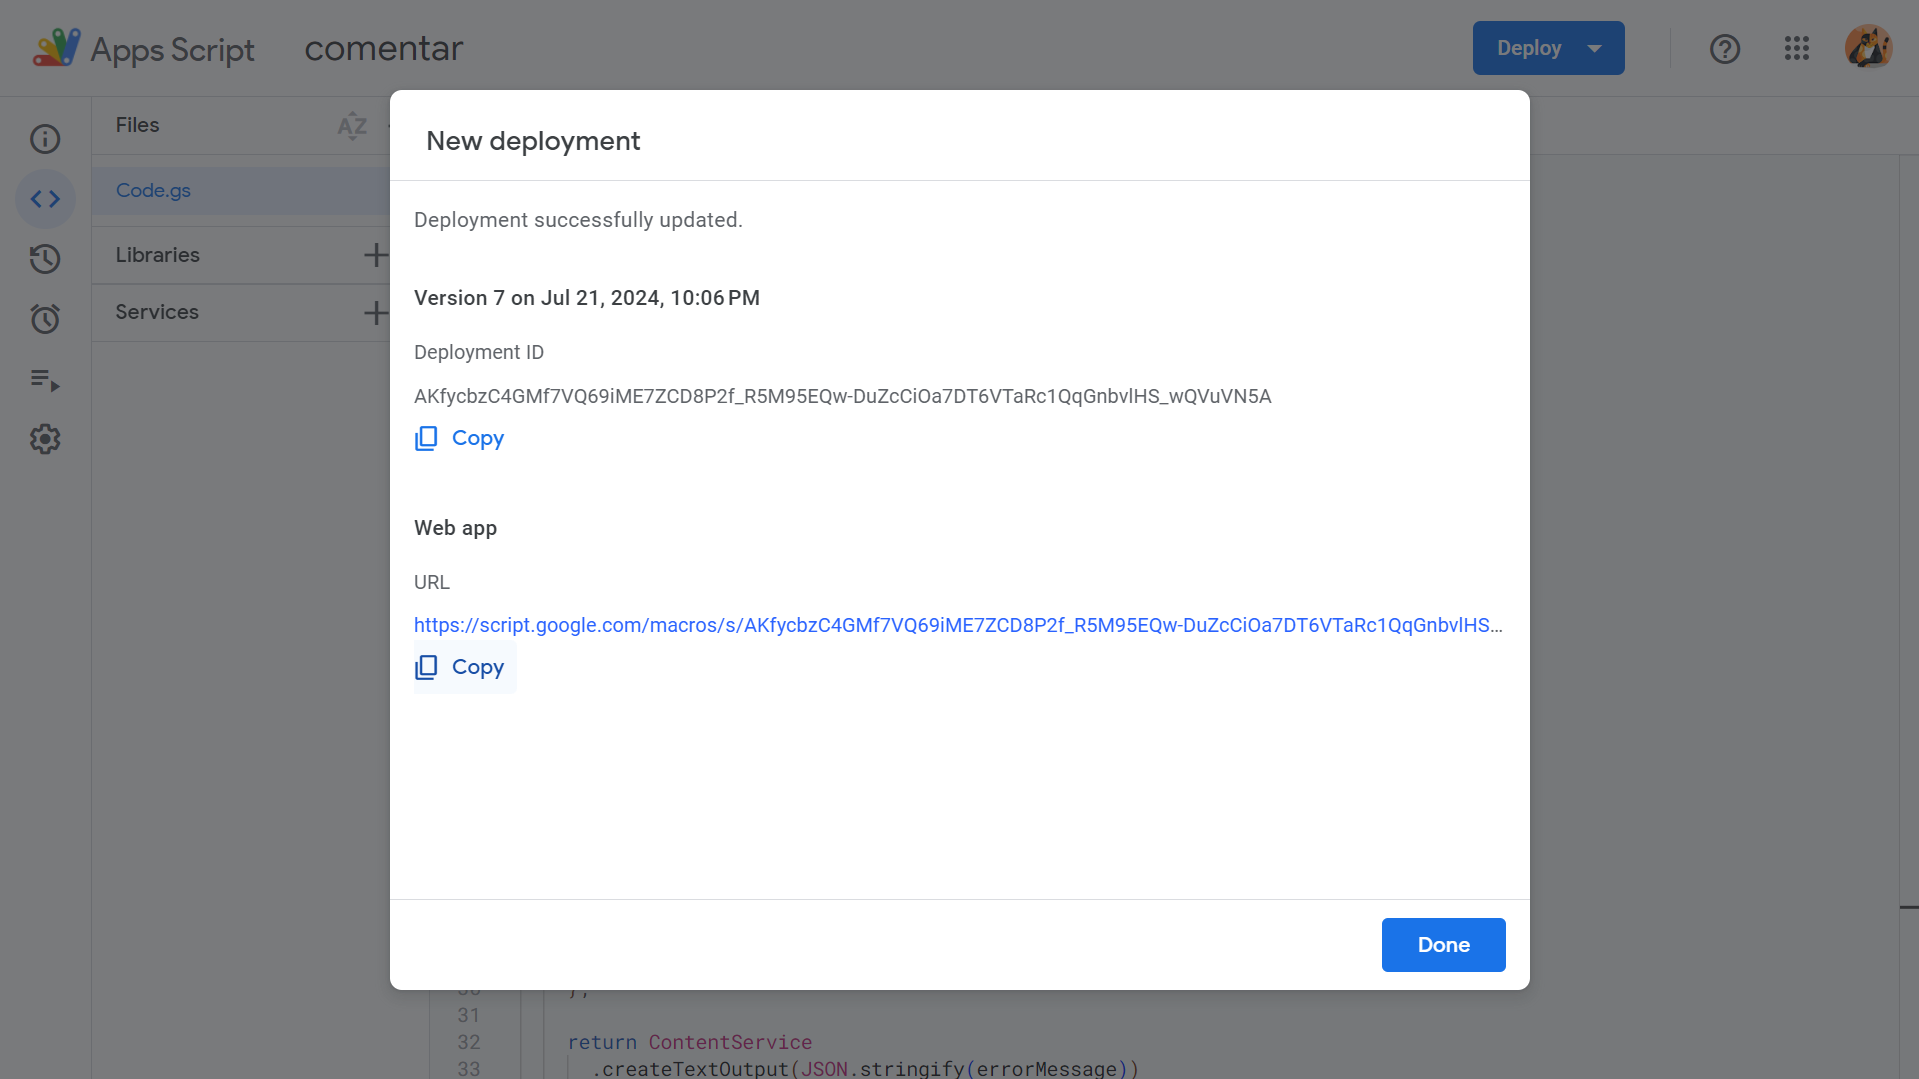 Apps Script
comentar
Deploy
Files
AZ
Code.gs
Libraries
Services
New deployment
Deployment successfully updated.
Version 7 on Jul 21, 2024, 10:06 PM
Deployment ID
AKfycbzC4GMf7VQ69iME7ZCD8P2f_R5M95EQw-DuZcCiOa7DT6VTaRc1QqGnbvlHS_wQVuVN5A
Copy
Web app
URL
https://script.google.com/macros/s/AKfycbzC4GMf7VQ69iME7ZCD8P2f_R5M95EQw-DuZcCiOa7DT6VTaRc1QqGnbvlHS...
Copy
Done
31
32 return ContentService
33 .createTextOutput(JSON.stringify(errorMessage))